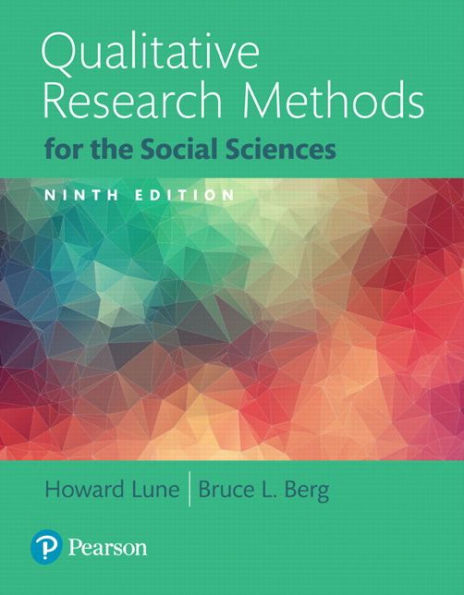 Qualitative
Research Methods
for the Social Sciences
NINTH EDITION
Howard Lune | Bruce L. Berg
P Pearson